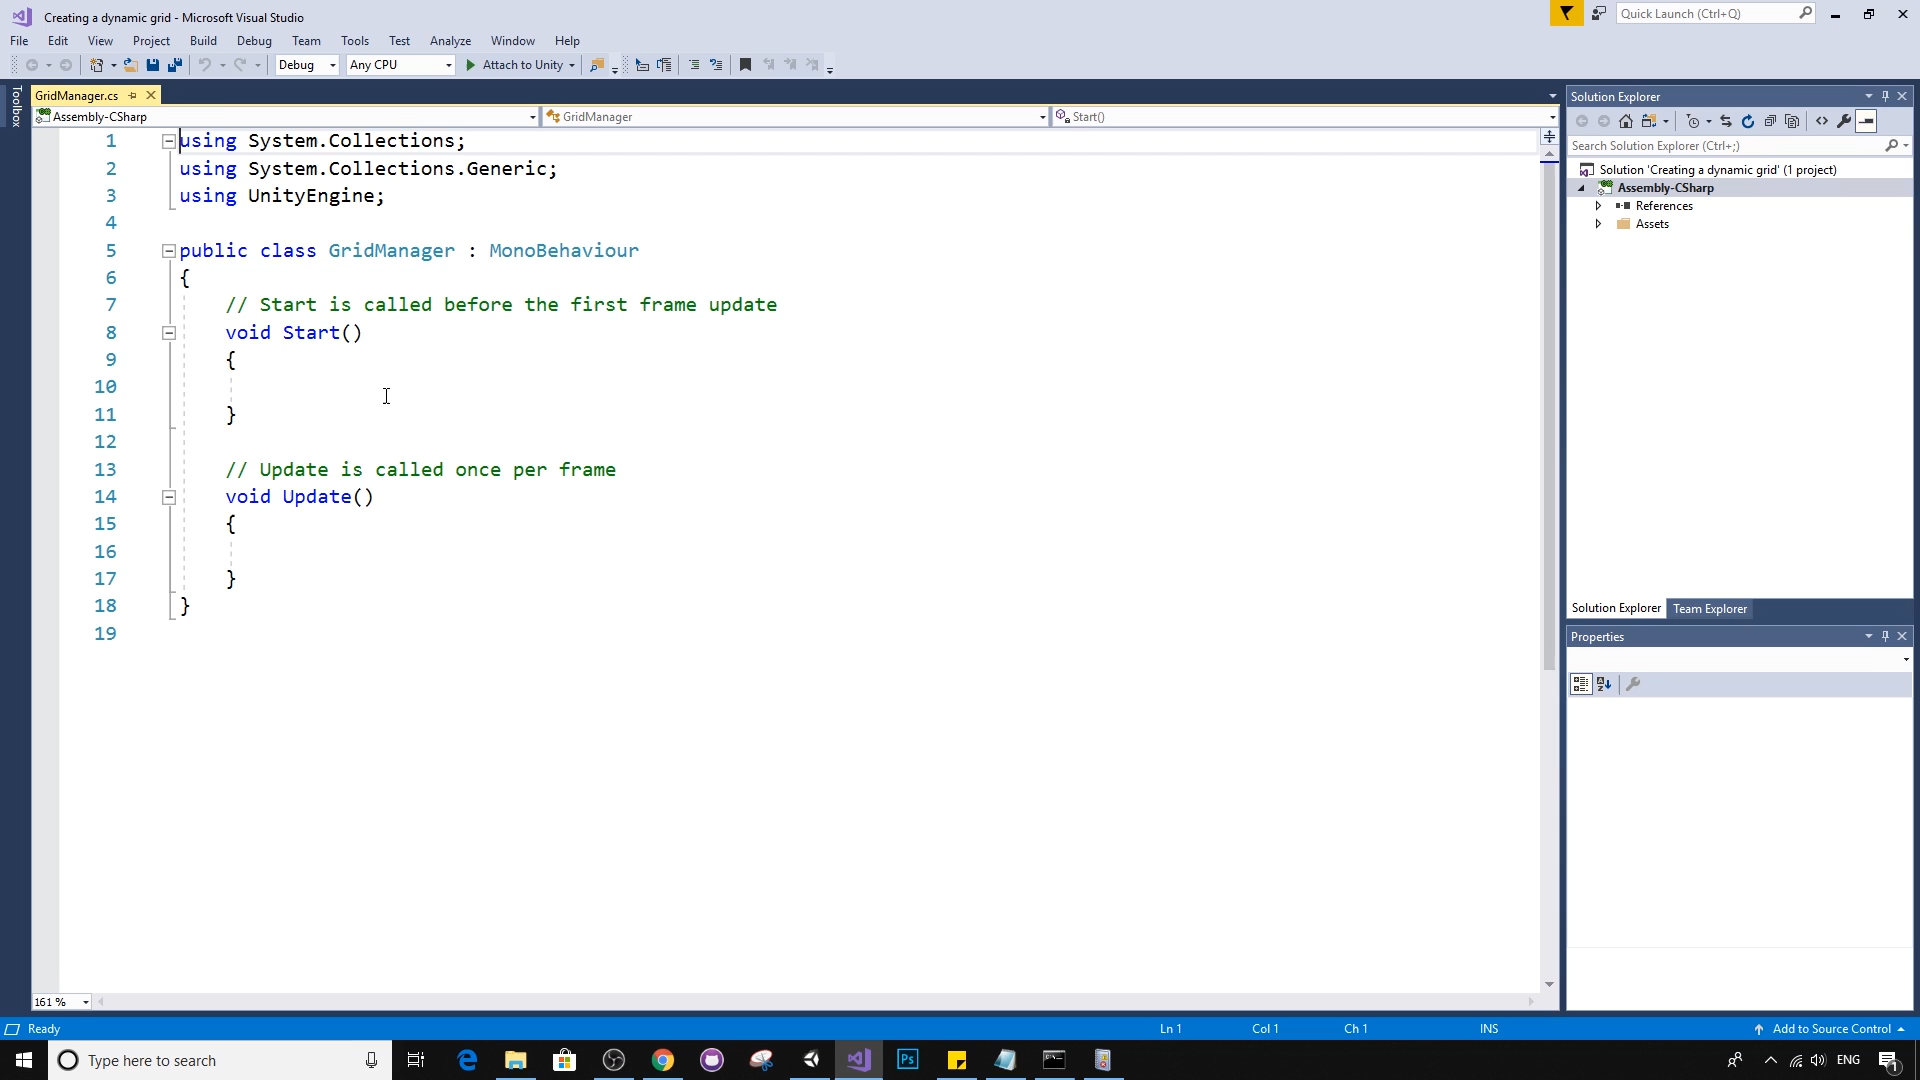 Creating a dynamic grid - Microsoft Visual Studio
Quick Launch (Ctrl+Q)
File Edit View Project Build Debug Team Tools Test Analyze Window Help
Debug Any CPU Attach to Unity
Toolbox
GridManager.cs
Assembly-CSharp GridManager Start()
1 using System.Collections;
2 using System.Collections.Generic;
3 using UnityEngine;
4
5 public class GridManager : MonoBehaviour
6 {
7 // Start is called before the first frame update
8 void Start()
9 {
10
11 }
12
13 // Update is called once per frame
14 void Update()
15 {
16
17 }
18 }
19
161 %
Solution Explorer
Search Solution Explorer (Ctrl+;)
Solution 'Creating a dynamic grid' (1 project)
Assembly-CSharp
References
Assets
Solution Explorer Team Explorer
Properties
Ready Ln 1 Col 1 Ch 1 INS Add to Source Control
Type here to search
Ps
ENG
1